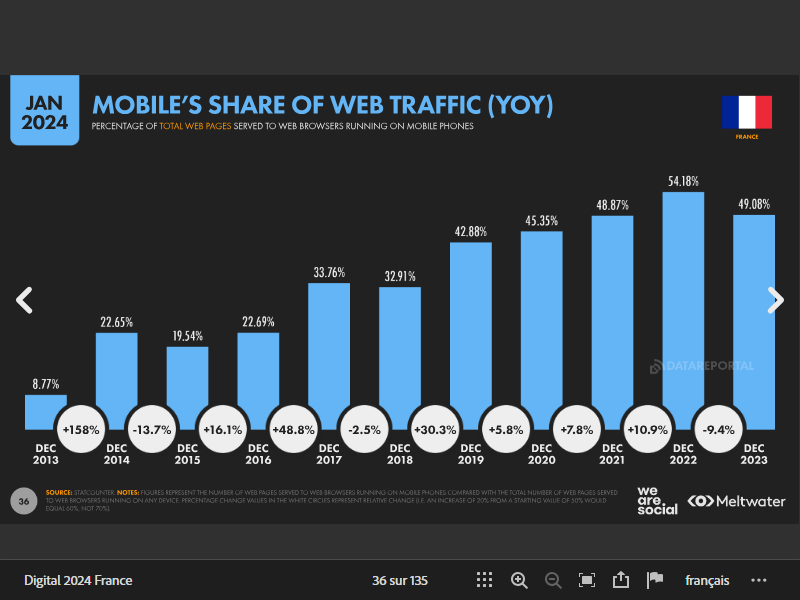 JAN
2024
MOBILE'S SHARE OF WEB TRAFFIC (YOY)
PERCENTAGE OF TOTAL WEB PAGES SERVED TO WEB BROWSERS RUNNING ON MOBILE PHONES
FRANCE
54.18%
48.87%
49.08%
45.35%
42.88%
33.76%
32.91%
22.65%
22.69%
19.54%
8.77%
DATAREPORTAL
+158%
-13.7%
+16.1%
+48.8%
-2.5%
+30.3%
+5.8%
+7.8%
+10.9%
-9.4%
DEC 2013
DEC 2014
DEC 2015
DEC 2016
DEC 2017
DEC 2018
DEC 2019
DEC 2020
DEC 2021
DEC 2022
DEC 2023
36
SOURCE: STATCOUNTER. NOTES: FIGURES REPRESENT THE NUMBER OF WEB PAGES SERVED TO WEB BROWSERS RUNNING ON MOBILE PHONES COMPARED WITH THE TOTAL NUMBER OF WEB PAGES SERVED
TO WEB BROWSERS RUNNING ON ANY DEVICE. PERCENTAGE CHANGE VALUES IN THE WHITE CIRCLES REPRESENT RELATIVE CHANGE (I.E. AN INCREASE OF 20% FROM A STARTING VALUE OF 50% WOULD
EQUAL 60%, NOT 70%).
we
are.
social
Meltwater
Digital 2024 France
36 sur 135
français